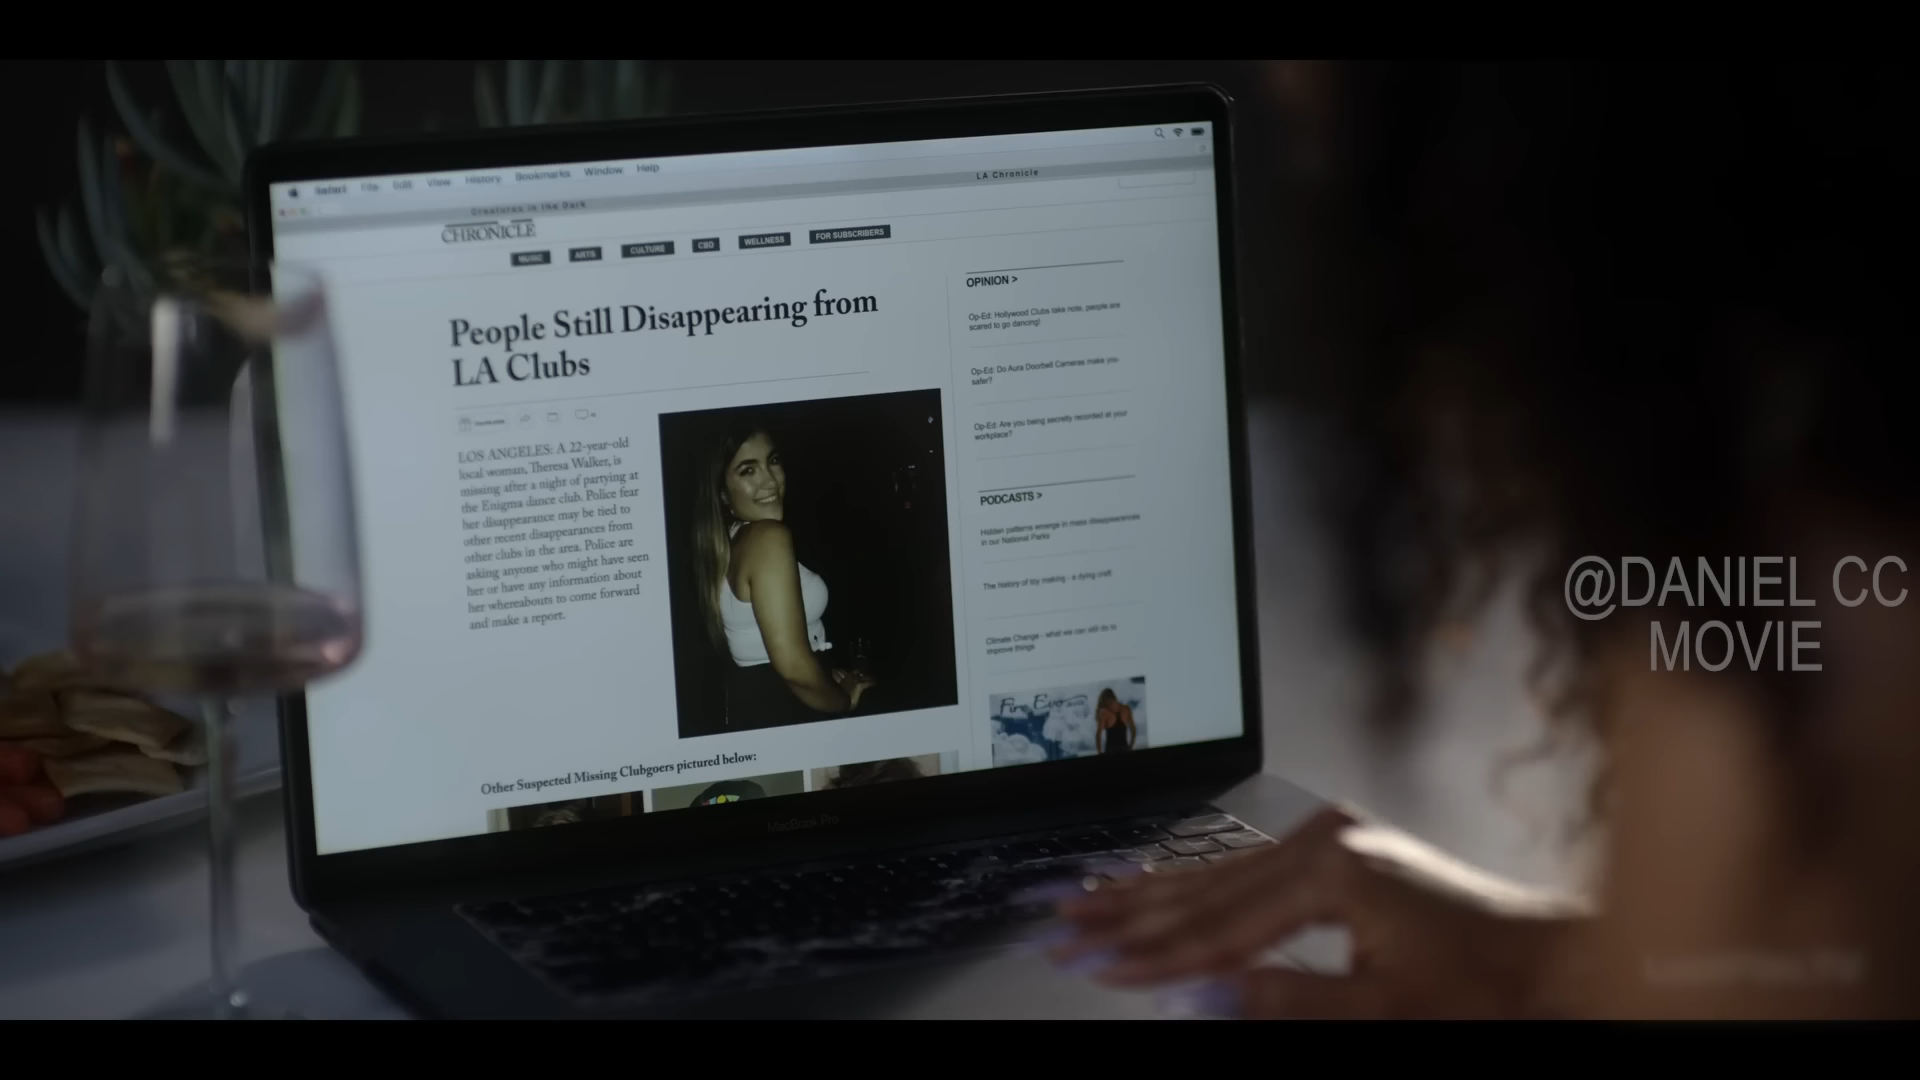 Safari File Edit View History Bookmarks Window Help
Creatures in the Dark
LA Chronicle
CHRONICLE
MUSIC ARTS CULTURE CBD WELLNESS FOR SUBSCRIBERS
People Still Disappearing from
LA Clubs
LOS ANGELES: A 22-year-old
local woman, Theresa Walker, is
missing after a night of partying at
the Enigma dance club. Police fear
her disappearance may be tied to
other recent disappearances from
other clubs in the area. Police are
asking anyone who might have seen
her or have any information about
her whereabouts to come forward
and make a report.
Other Suspected Missing Clubgoers pictured below:
OPINION >
Op-Ed: Hollywood Clubs take note, people are
scared to go dancing!
Op-Ed: Do Aura Doorbell Cameras make you
safer?
Op-Ed: Are you being secretly recorded at your
workplace?
PODCASTS >
Hidden patterns emerge in mass disappearances
in our National Parks
The history of toy making - a dying craft
Climate Change - what we can still do to
improve things
Fire Evo
MacBook Pro
@DANIEL CC
MOVIE